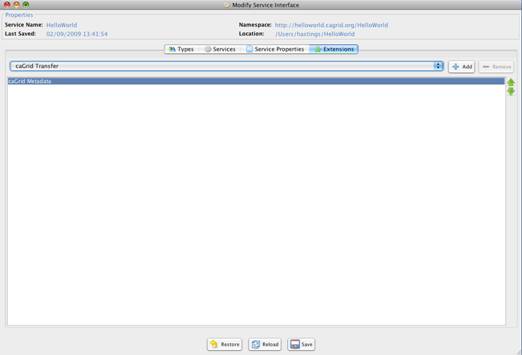 Modify Service Interface
Properties
Service Name: HelloWorld Namespace: http://helloworld.cagrid.org/HelloWorld
Last Saved: 02/09/2009 13:41:54 Location: /Users/hastings/HelloWorld
Types Services Service Properties Extensions
caGrid Transfer Add Remove
caGrid Metadata
Restore Reload Save